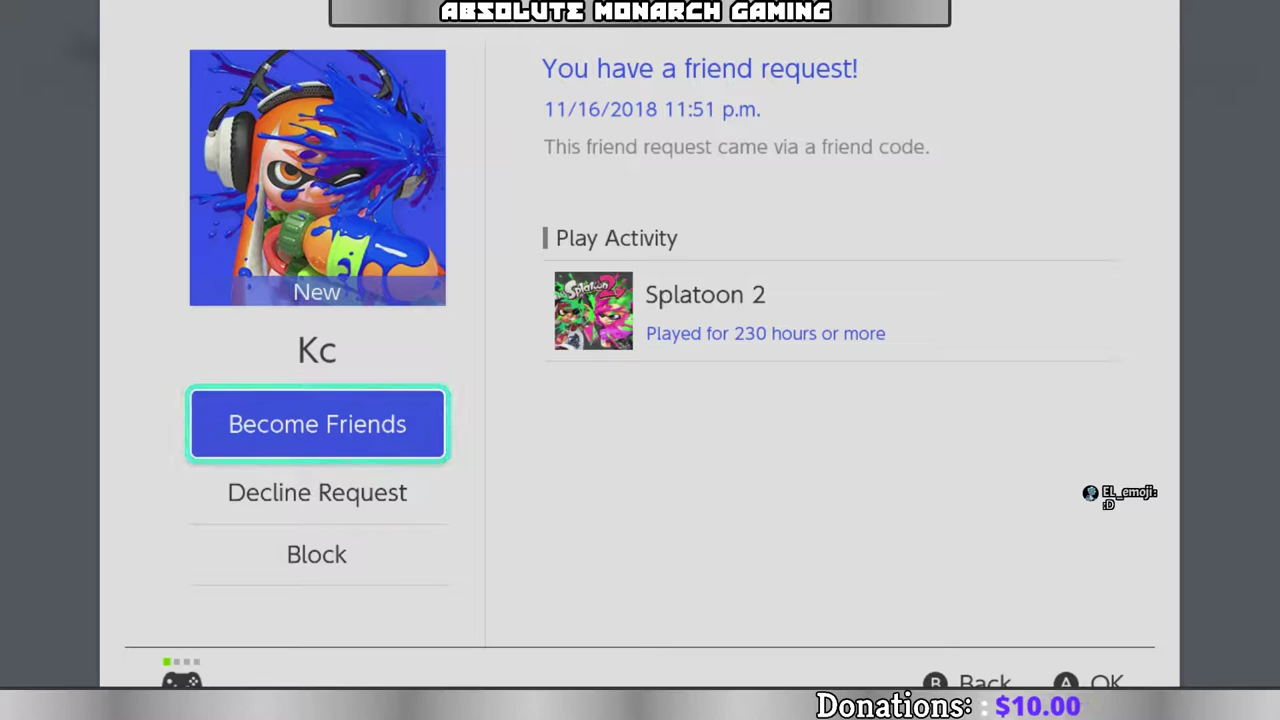 ABSOLUTE MONARCH GAMING
New
Kc
Become Friends
Decline Request
Block
You have a friend request!
11/16/2018 11:51 p.m.
This friend request came via a friend code.
Play Activity
Splatoon 2
Splatoon 2
Played for 230 hours or more
EL_emoji:
:D
B Back A OK
Donations: : $10.00